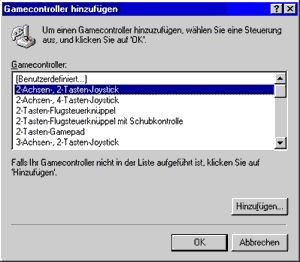 Gamecontroller hinzufügen
Um einen Gamecontroller hinzuzufügen, wählen Sie eine Steuerung
aus, und klicken Sie auf 'OK'.
Gamecontroller:
[Benutzerdefiniert...]
2-Achsen-, 2-Tasten-Joystick
2-Achsen-, 4-Tasten-Joystick
2-Tasten-Flugsteuerknüppel
2-Tasten-Flugsteuerknüppel mit Schubkontrolle
2-Tasten-Gamepad
3-Achsen-, 2-Tasten-Joystick
Falls Ihr Gamecontroller nicht in der Liste aufgeführt ist, klicken Sie auf
'Hinzufügen'.
Hinzufügen...
OK
Abbrechen